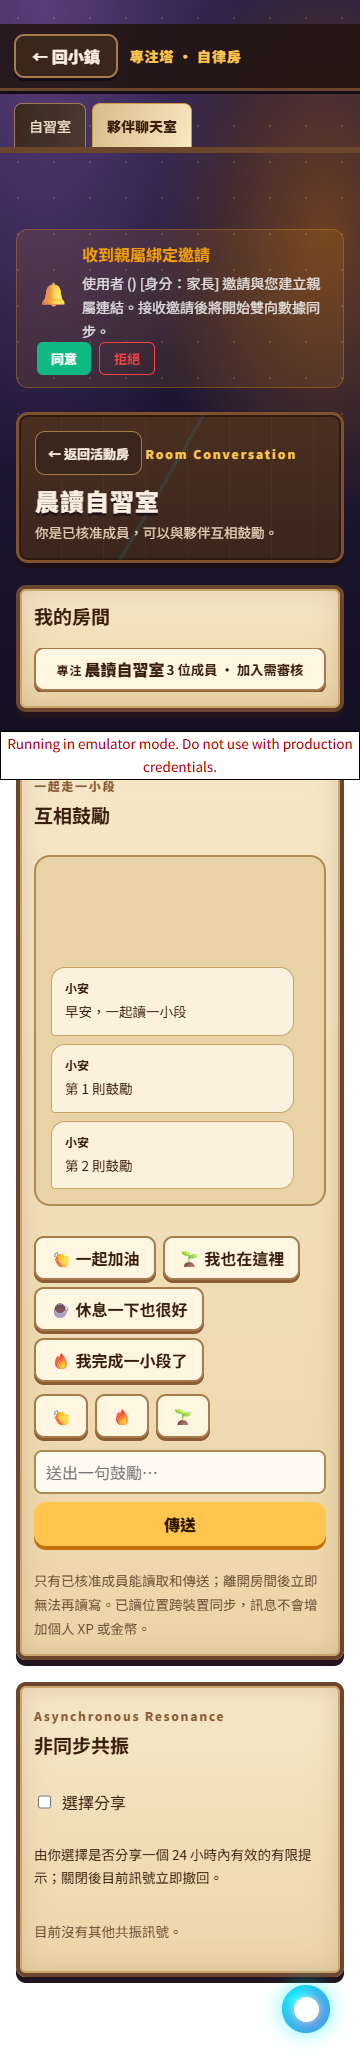 ← 回小鎮
專注塔 · 自律房
自習室
夥伴聊天室
收到親屬綁定邀請
使用者 () [身分：家長] 邀請與您建立親
屬連結。接收邀請後將開始雙向數據同
步。
同意
拒絕
← 返回活動房
Room Conversation
晨讀自習室
你是已核准成員，可以與夥伴互相鼓勵。
我的房間
專注 晨讀自習室 3 位成員 · 加入需審核
Running in emulator mode. Do not use with production
credentials.
一起走一小段
互相鼓勵
小安
早安，一起讀一小段
小安
第 1 則鼓勵
小安
第 2 則鼓勵
一起加油
我也在這裡
休息一下也很好
我完成一小段了
送出一句鼓勵…
傳送
只有已核准成員能讀取和傳送；離開房間後立即
無法再讀寫。已讀位置跨裝置同步，訊息不會增
加個人 XP 或金幣。
Asynchronous Resonance
非同步共振
選擇分享
由你選擇是否分享一個 24 小時內有效的有限提
示；關閉後目前訊號立即撤回。
目前沒有其他共振訊號。